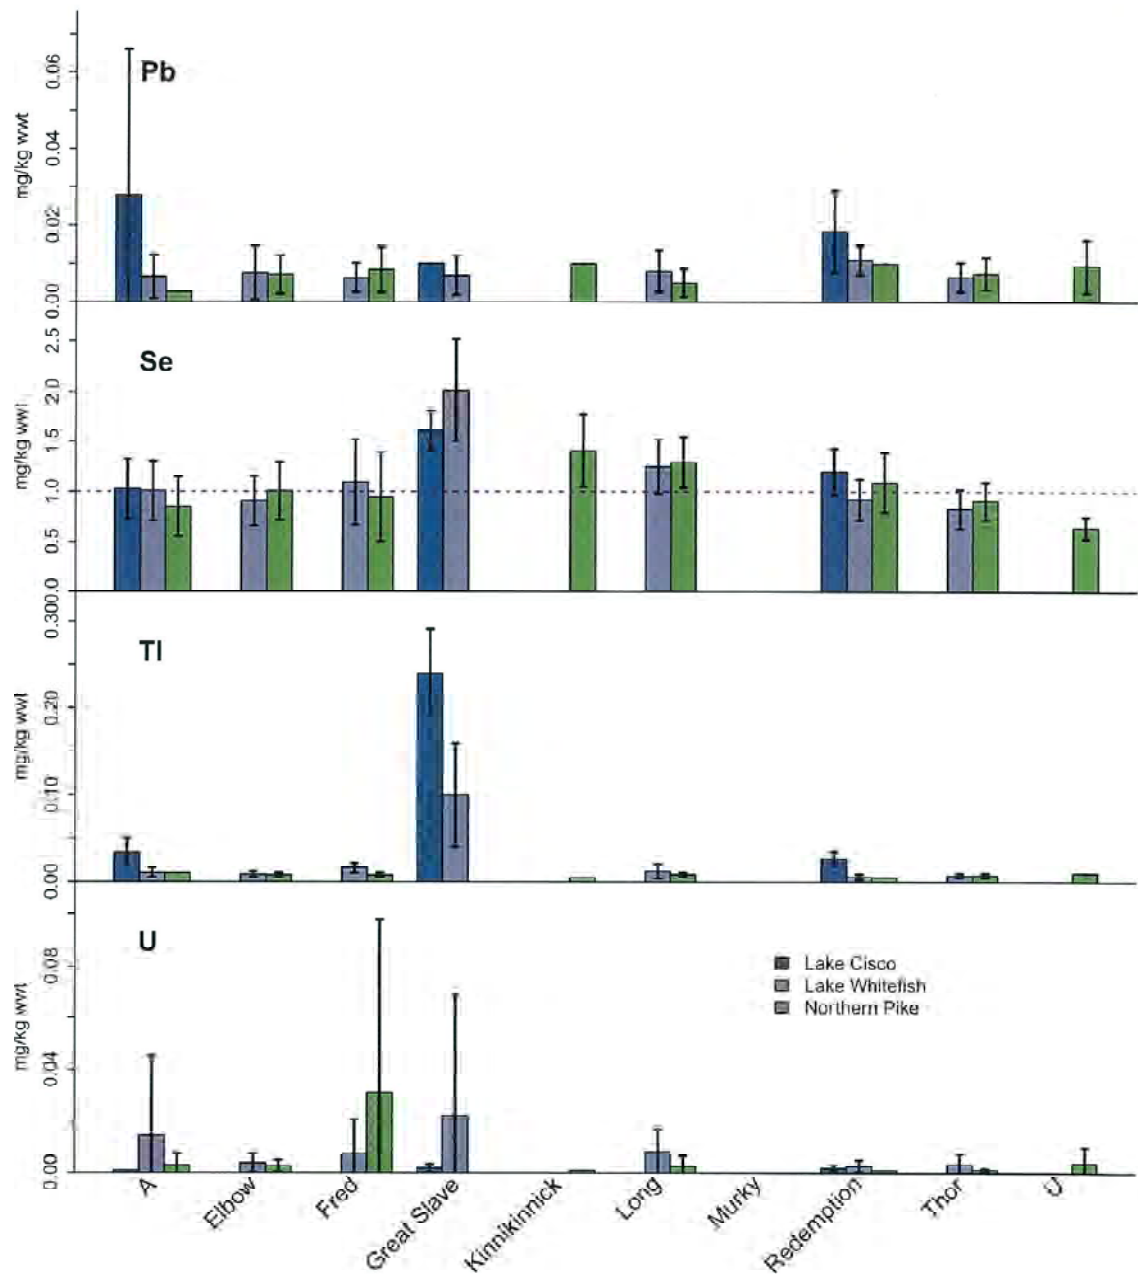 Pb
mg/kg wwt
0.00 0.02 0.04 0.06
Se
mg/kg wwt
0.0 0.5 1.0 1.5 2.0 2.5
Tl
mg/kg wwt
0.00 0.10 0.20 0.30
U
mg/kg wwt
0.00 0.04 0.08
Lake Cisco
Lake Whitefish
Northern Pike
A Elbow Fred Great Slave Kinnikinnick Long Murky Redemption Thor U